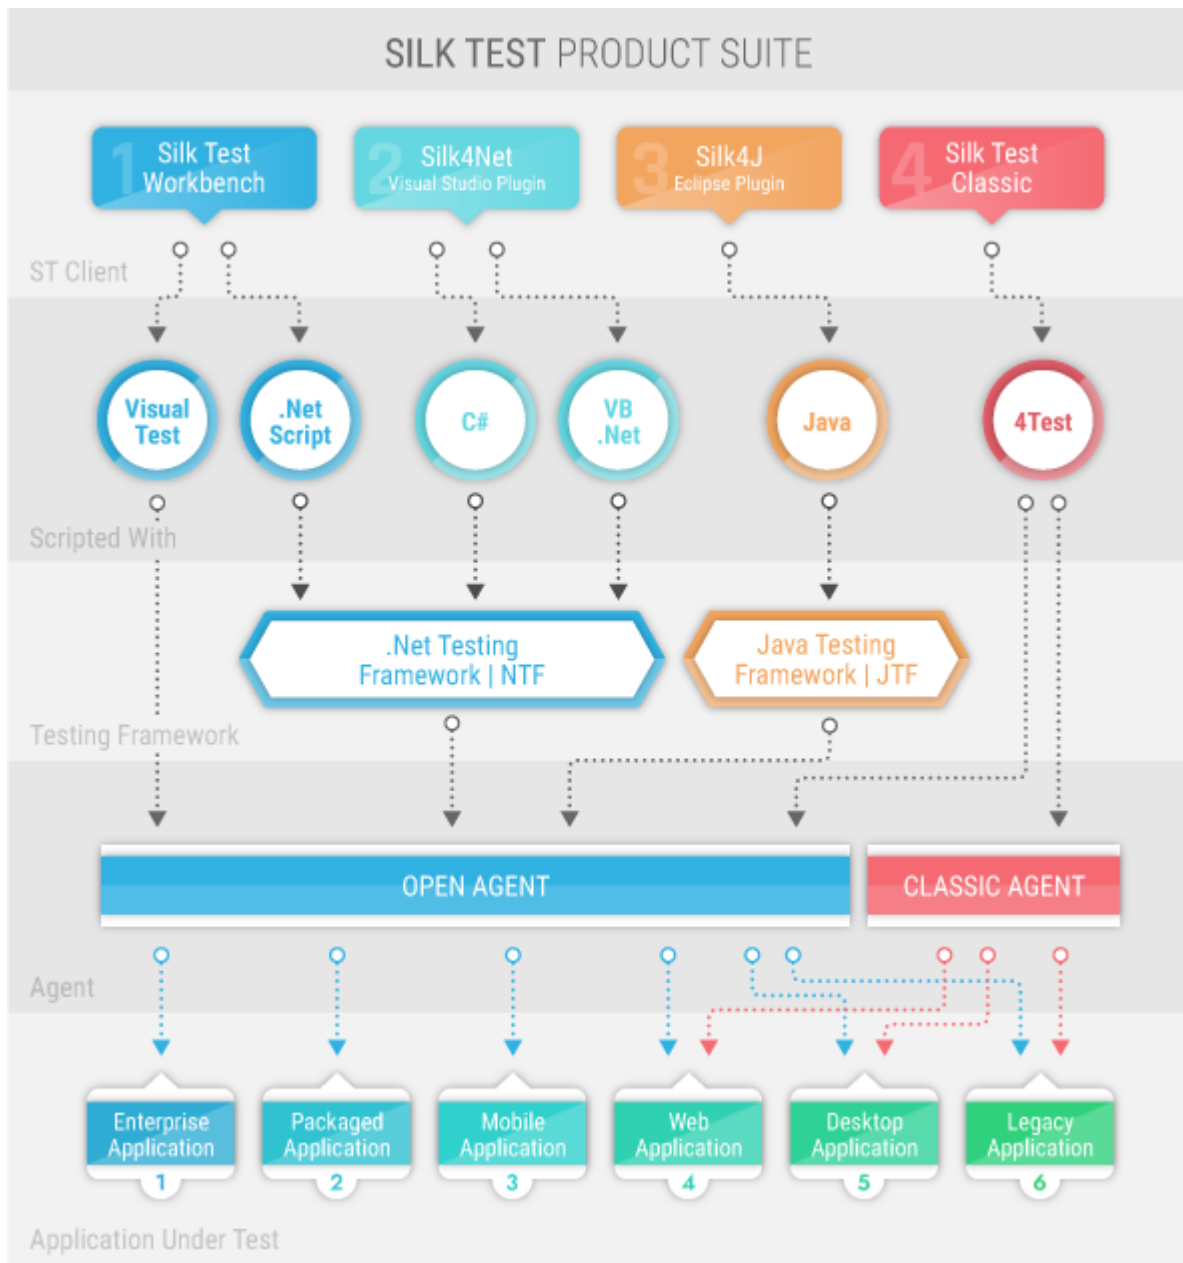 SILK TEST PRODUCT SUITE
1
Silk Test
Workbench
2
Silk4Net
Visual Studio Plugin
3
Silk4J
Eclipse Plugin
4
Silk Test
Classic
ST Client
Visual
Test
.Net
Script
C#
VB
.Net
Java
4Test
Scripted With
.Net Testing
Framework | NTF
Java Testing
Framework | JTF
Testing Framework
OPEN AGENT
CLASSIC AGENT
Agent
Enterprise
Application
1
Packaged
Application
2
Mobile
Application
3
Web
Application
4
Desktop
Application
5
Legacy
Application
6
Application Under Test